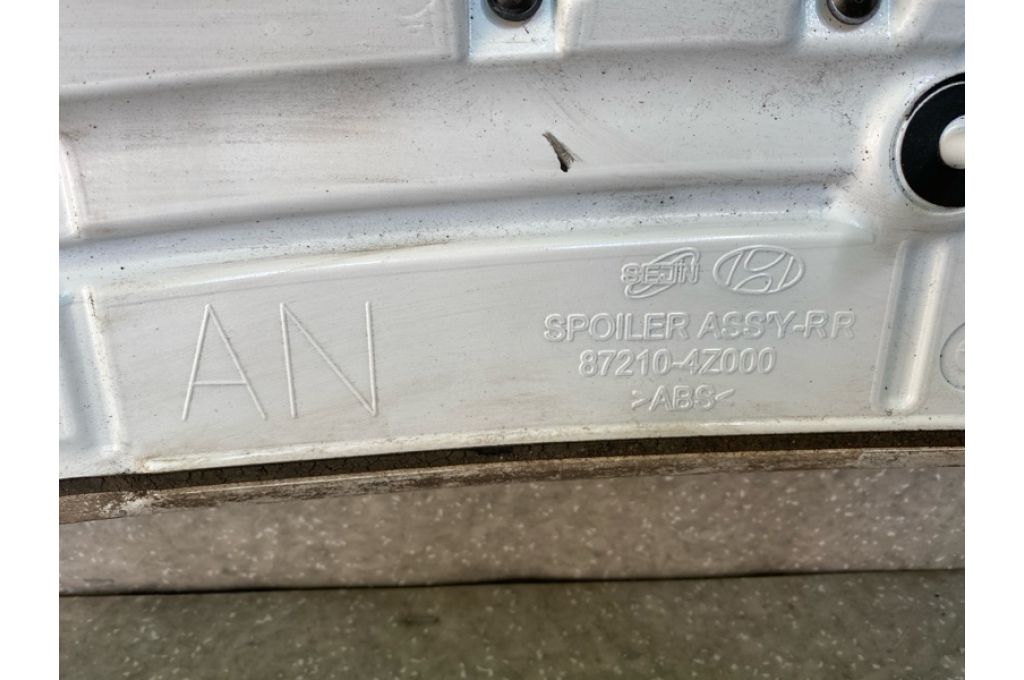 SEJIN
AN
SPOILER ASS'Y-RR
87210-4Z000
>ABS<